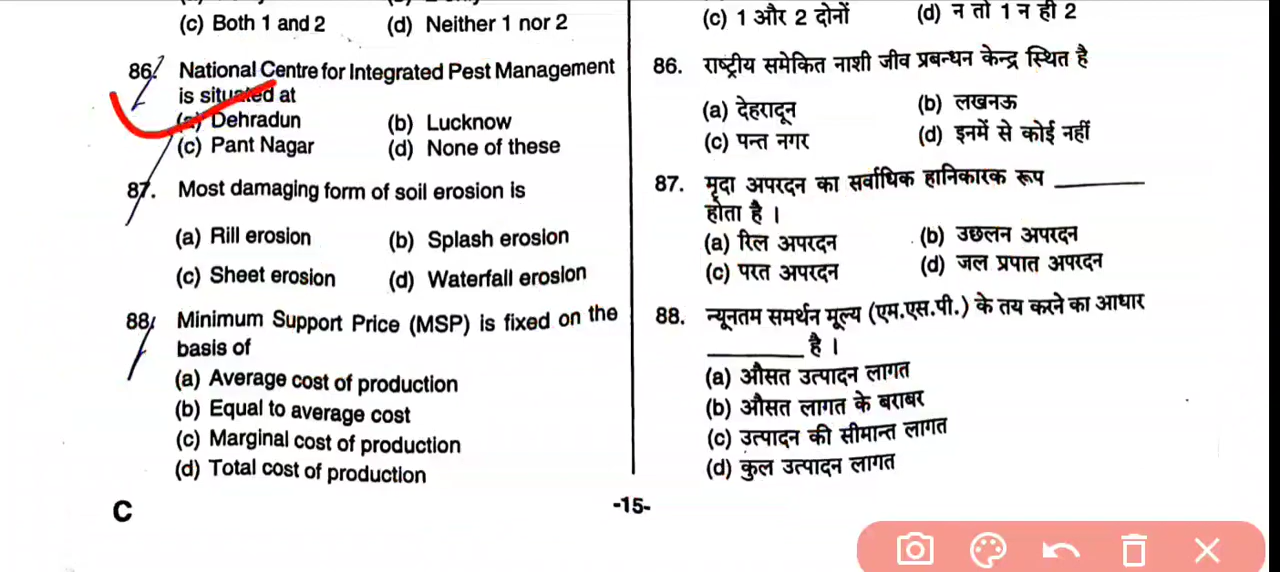 (c) Both 1 and 2 (d) Neither 1 nor 2
86. National Centre for Integrated Pest Management
is situated at
(a) Dehradun (b) Lucknow
(c) Pant Nagar (d) None of these
87. Most damaging form of soil erosion is
(a) Rill erosion (b) Splash erosion
(c) Sheet erosion (d) Waterfall erosion
88. Minimum Support Price (MSP) is fixed on the
basis of
(a) Average cost of production
(b) Equal to average cost
(c) Marginal cost of production
(d) Total cost of production
C
(c) 1 और 2 दोनों (d) न तो 1 न ही 2
86. राष्ट्रीय समेकित नाशी जीव प्रबन्धन केन्द्र स्थित है
(a) देहरादून (b) लखनऊ
(c) पन्त नगर (d) इनमें से कोई नहीं
87. मृदा अपरदन का सर्वाधिक हानिकारक रूप ________
होता है ।
(a) रिल अपरदन (b) उछलन अपरदन
(c) परत अपरदन (d) जल प्रपात अपरदन
88. न्यूनतम समर्थन मूल्य (एम.एस.पी.) के तय करने का आधार
________ है ।
(a) औसत उत्पादन लागत
(b) औसत लागत के बराबर
(c) उत्पादन की सीमान्त लागत
(d) कुल उत्पादन लागत
-15-